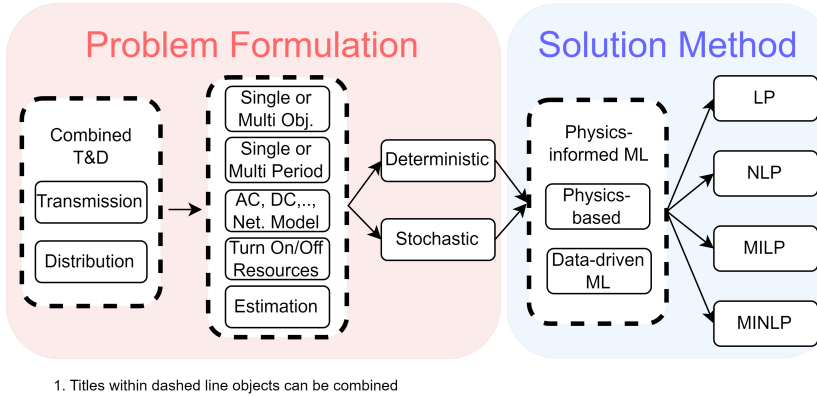 Problem Formulation
Solution Method
Combined
T&D
Transmission
Distribution
Single or
Multi Obj.
Single or
Multi Period
AC, DC,..,
Net. Model
Turn On/Off
Resources
Estimation
Deterministic
Stochastic
Physics-
informed ML
Physics-
based
Data-driven
ML
LP
NLP
MILP
MINLP
1. Titles within dashed line objects can be combined